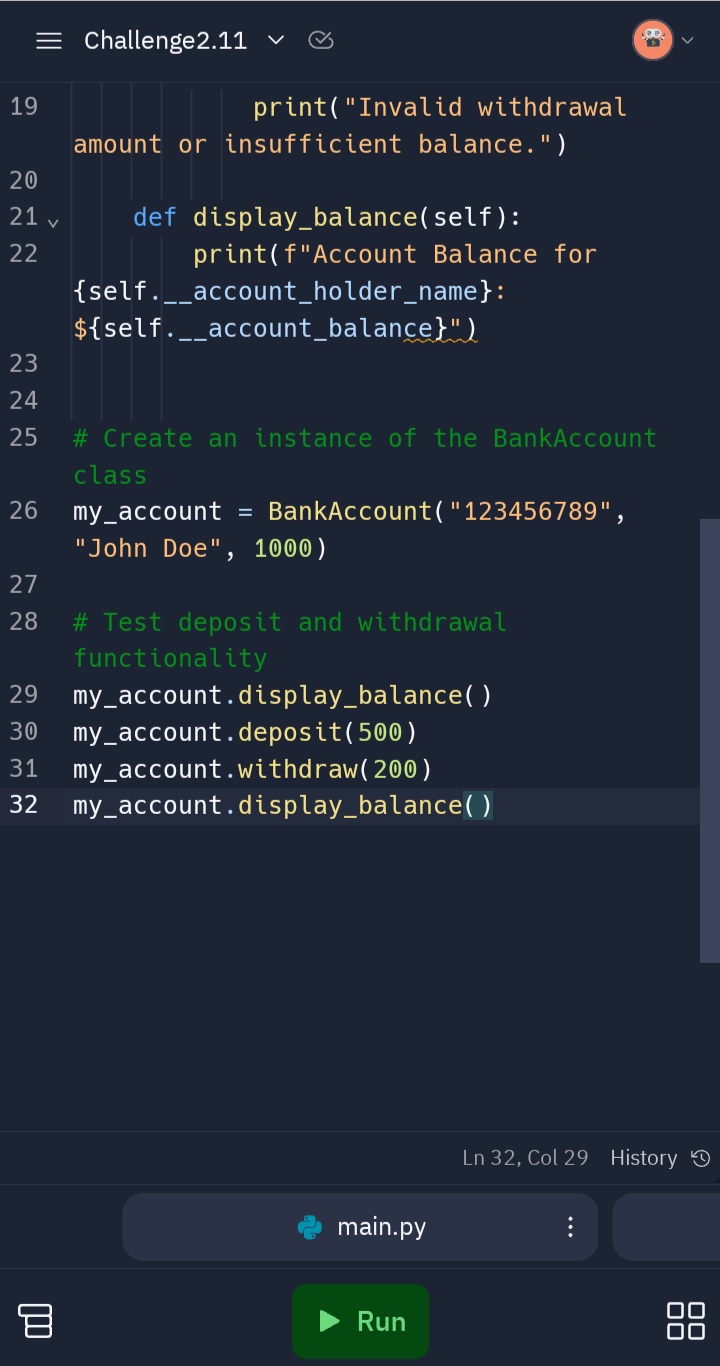 Challenge2.11
19 print("Invalid withdrawal
amount or insufficient balance.")
20
21 def display_balance(self):
22 print(f"Account Balance for
{self.__account_holder_name}:
${self.__account_balance}")
23
24
25 # Create an instance of the BankAccount
class
26 my_account = BankAccount("123456789",
"John Doe", 1000)
27
28 # Test deposit and withdrawal
functionality
29 my_account.display_balance()
30 my_account.deposit(500)
31 my_account.withdraw(200)
32 my_account.display_balance()
Ln 32, Col 29 History
main.py
Run